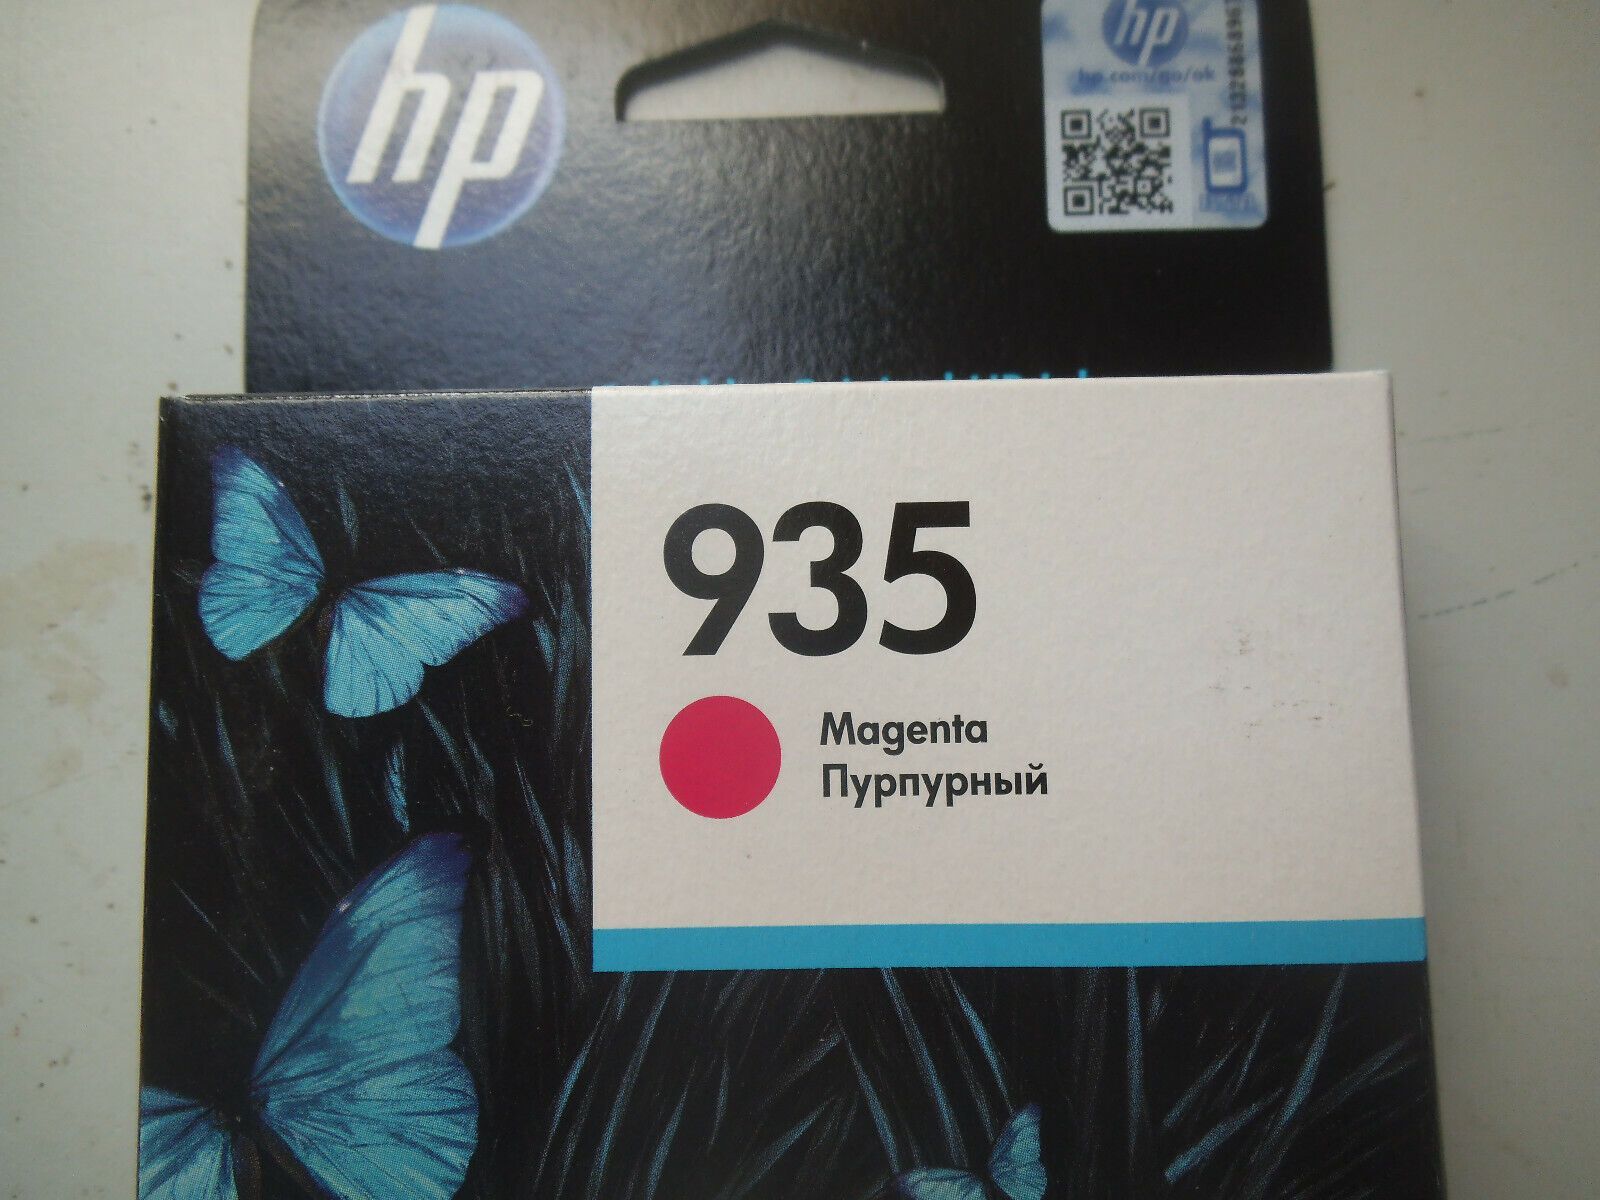 hp
hp
hp.com/go/ok
935
Magenta
Пурпурный